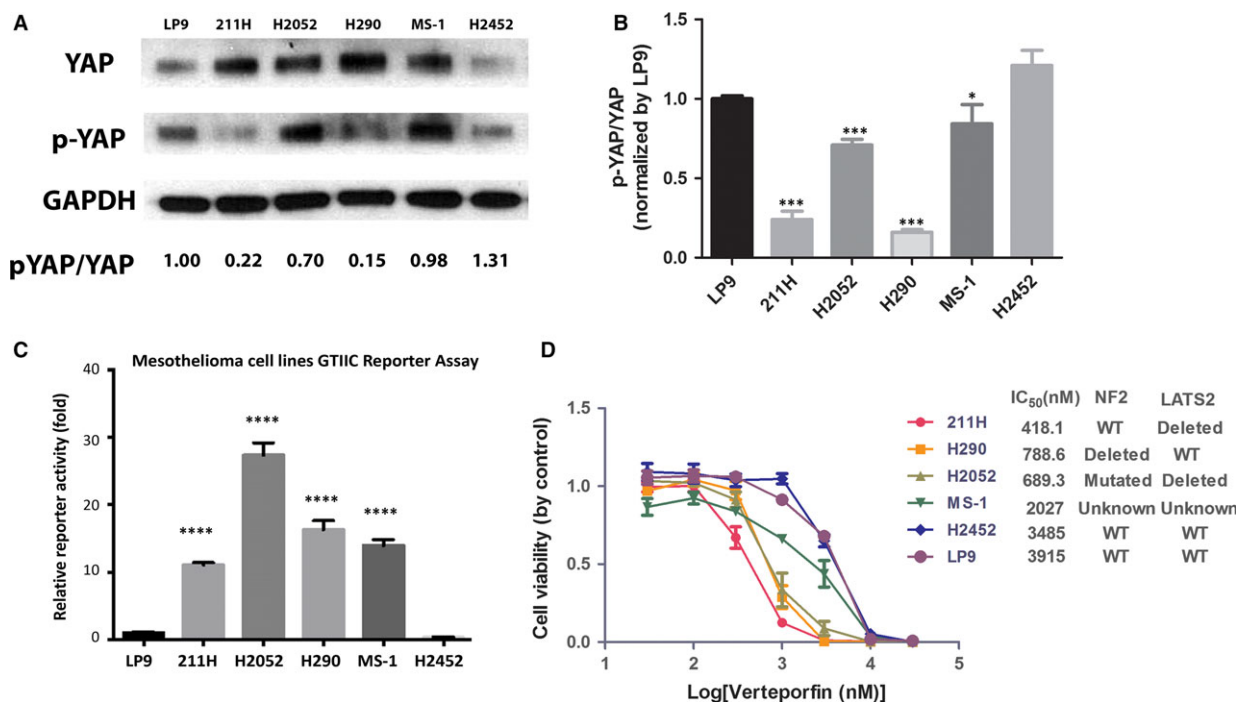 A
LP9 211H H2052 H290 MS-1 H2452
YAP
p-YAP
GAPDH
pYAP/YAP 1.00 0.22 0.70 0.15 0.98 1.31
B
p-YAP/YAP
(normalized by LP9)
1.5
1.0
0.5
0.0
***
***
***
*
LP9 211H H2052 H290 MS-1 H2452
C
Mesothelioma cell lines GTIIC Reporter Assay
Relative reporter activity (fold)
40
30
20
10
0
****
****
****
****
LP9 211H H2052 H290 MS-1 H2452
D
Cell viability (by control)
1.5
1.0
0.5
0.0
1 2 3 4 5
Log[Verteporfin (nM)]
IC50(nM) NF2 LATS2
211H 418.1 WT Deleted
H290 788.6 Deleted WT
H2052 689.3 Mutated Deleted
MS-1 2027 Unknown Unknown
H2452 3485 WT WT
LP9 3915 WT WT